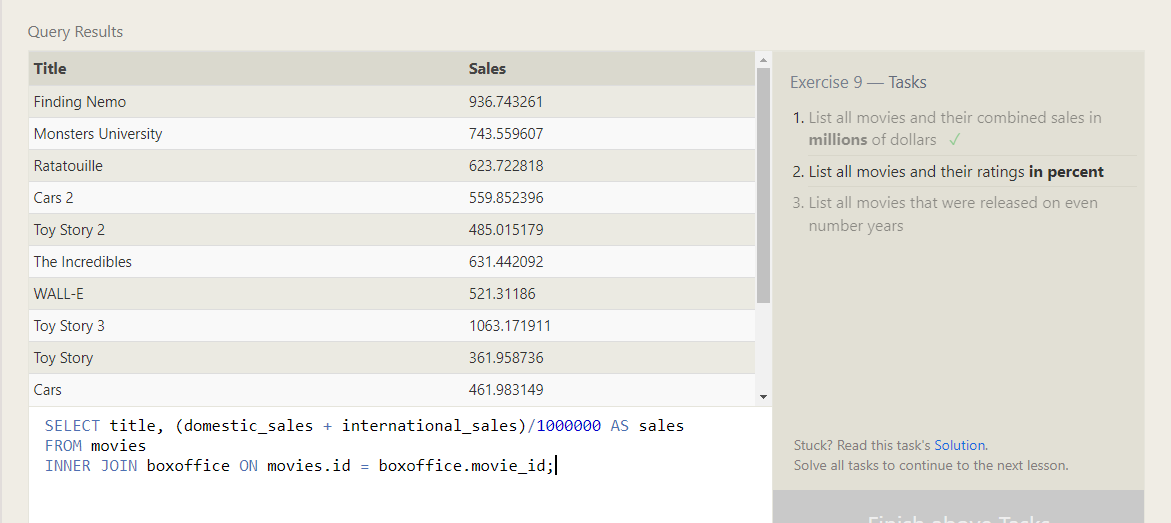 Query Results
Title Sales
Finding Nemo 936.743261
Monsters University 743.559607
Ratatouille 623.722818
Cars 2 559.852396
Toy Story 2 485.015179
The Incredibles 631.442092
WALL-E 521.31186
Toy Story 3 1063.171911
Toy Story 361.958736
Cars 461.983149
SELECT title, (domestic_sales + international_sales)/1000000 AS sales
FROM movies
INNER JOIN boxoffice ON movies.id = boxoffice.movie_id;
Exercise 9 — Tasks
1. List all movies and their combined sales in
millions of dollars ✓
2. List all movies and their ratings in percent
3. List all movies that were released on even
number years
Stuck? Read this task's Solution.
Solve all tasks to continue to the next lesson.
Finish above Tasks